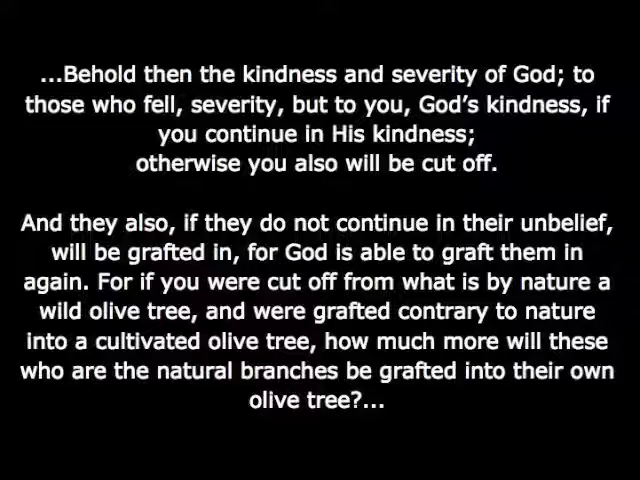 ...Behold then the kindness and severity of God; to
those who fell, severity, but to you, God’s kindness, if
you continue in His kindness;
otherwise you also will be cut off.
And they also, if they do not continue in their unbelief,
will be grafted in, for God is able to graft them in
again. For if you were cut off from what is by nature a
wild olive tree, and were grafted contrary to nature
into a cultivated olive tree, how much more will these
who are the natural branches be grafted into their own
olive tree?...